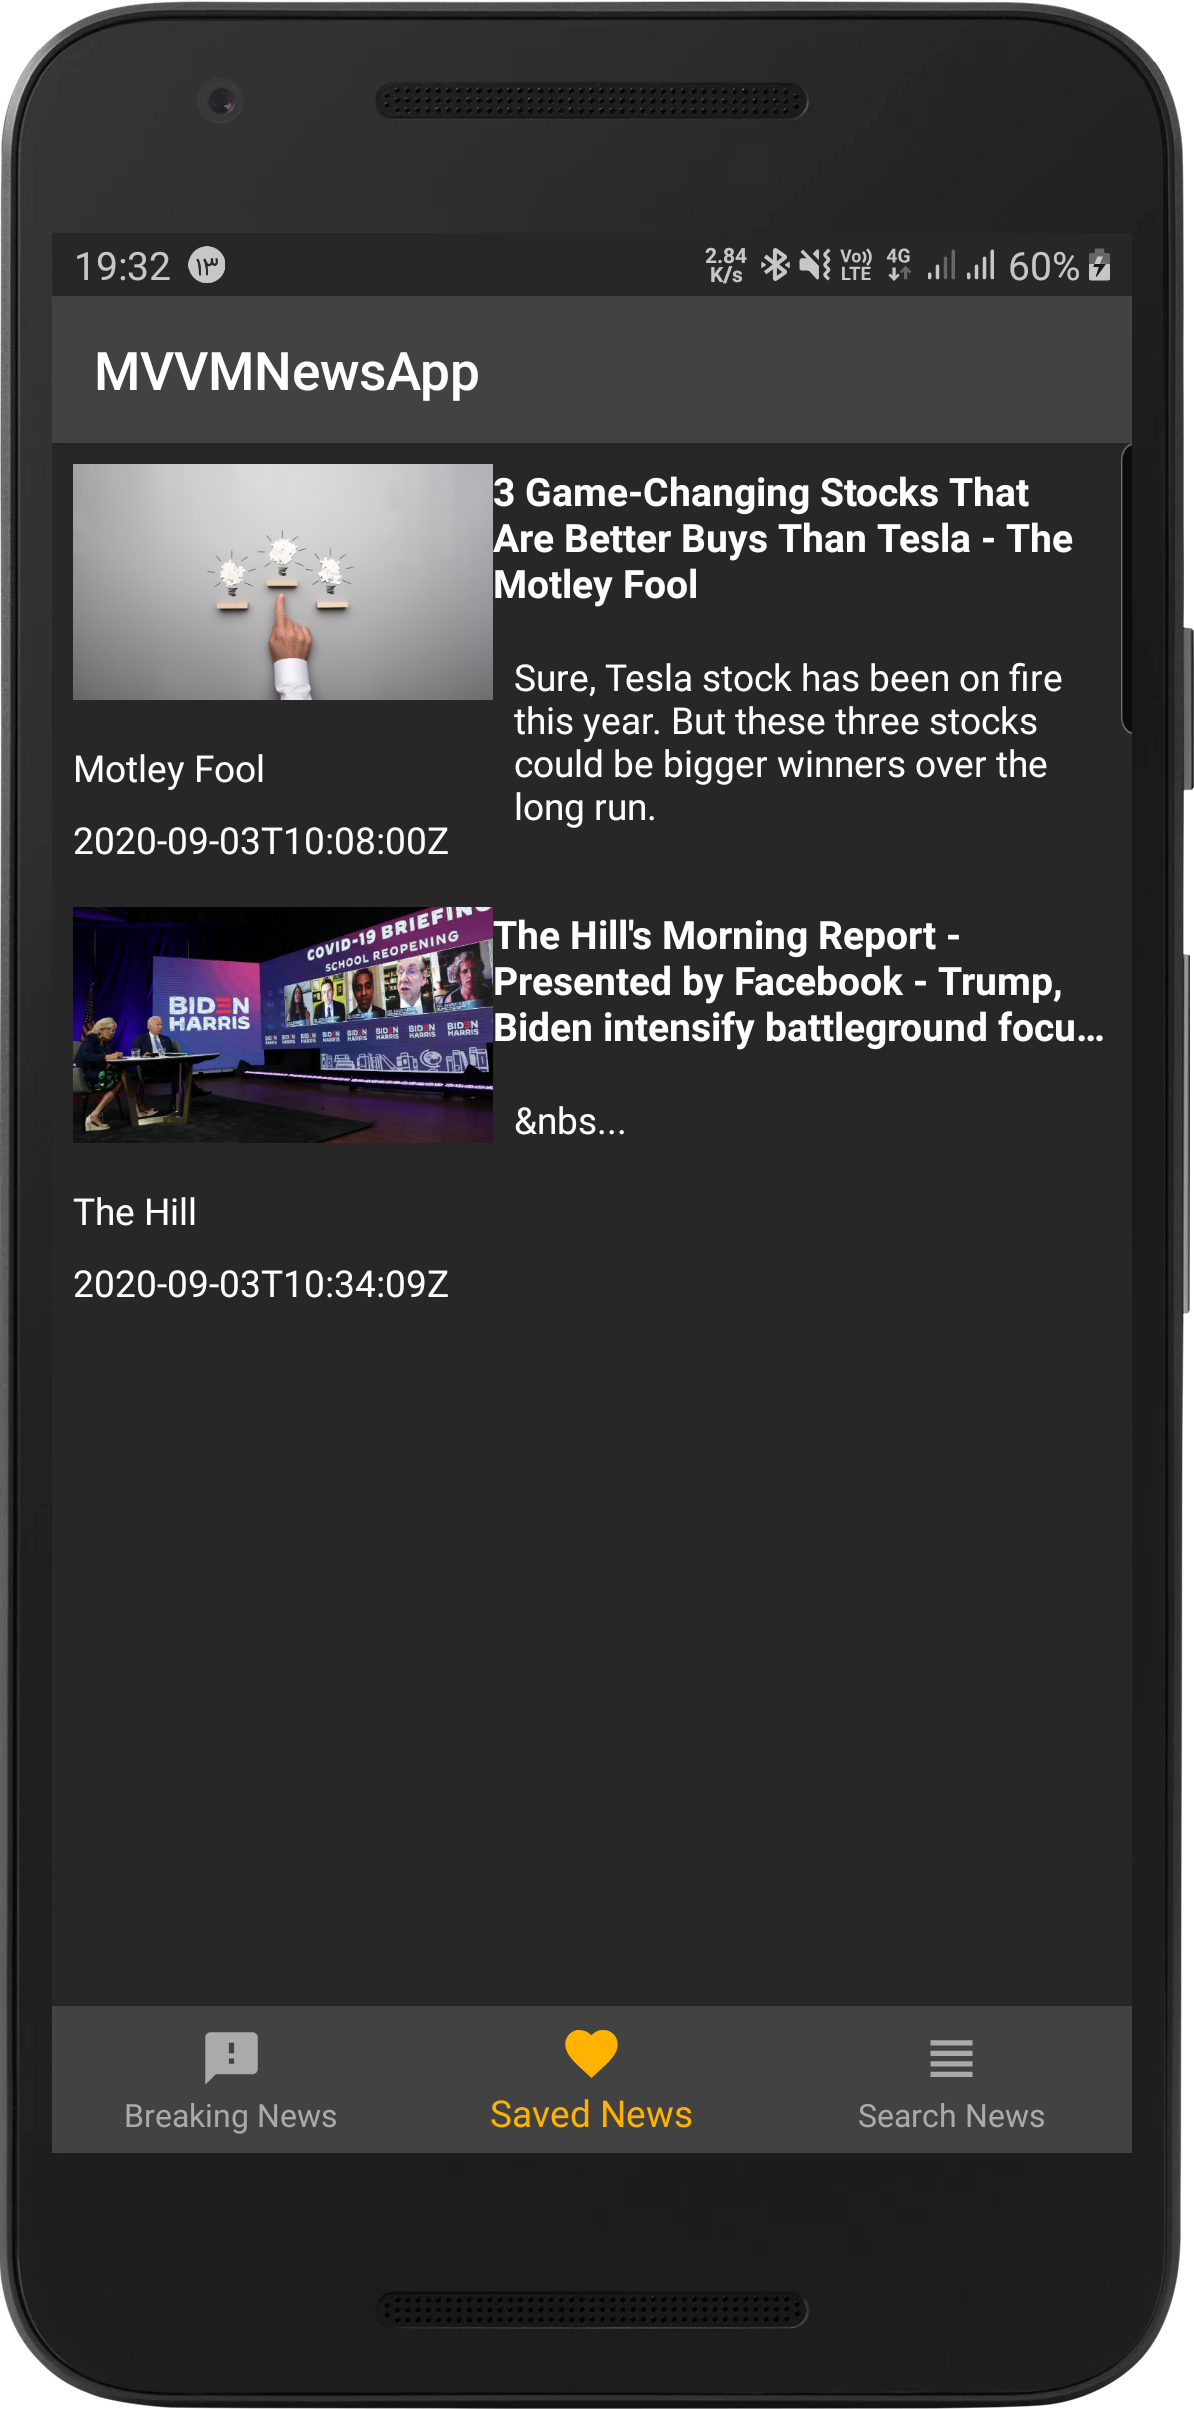 19:32 ١٣ 2.84 K/s Vo)) LTE 4G 60%
MVVMNewsApp
3 Game-Changing Stocks That
Are Better Buys Than Tesla - The
Motley Fool
Sure, Tesla stock has been on fire
this year. But these three stocks
could be bigger winners over the
long run.
Motley Fool
2020-09-03T10:08:00Z
COVID-19 BRIEFING
SCHOOL REOPENING
BIDEN
HARRIS
The Hill's Morning Report -
Presented by Facebook - Trump,
Biden intensify battleground focu...
&nbs...
The Hill
2020-09-03T10:34:09Z
Breaking News
Saved News
Search News